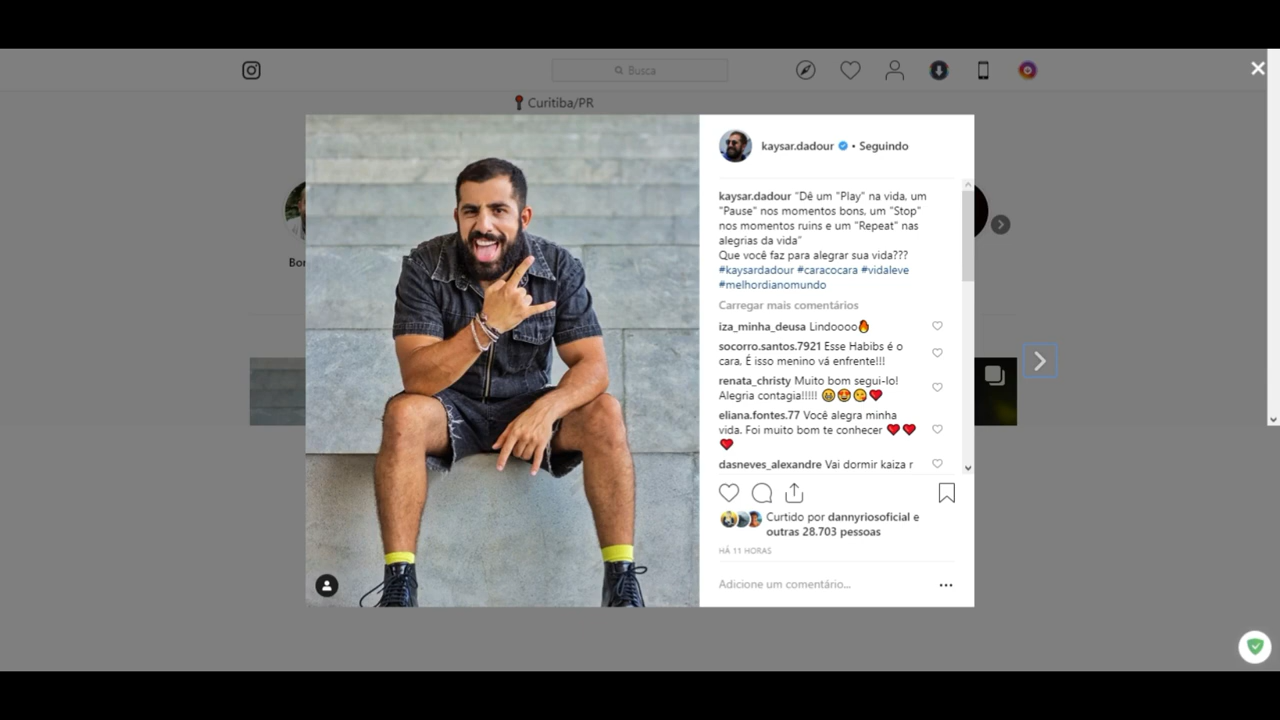 Busca
Curitiba/PR
kaysar.dadour • Seguindo
kaysar.dadour "Dê um "Play" na vida, um
"Pause" nos momentos bons, um "Stop"
nos momentos ruins e um "Repeat" nas
alegrias da vida"
Que você faz para alegrar sua vida???
#kaysardadour #caracocara #vidaleve
#melhordianomundo
Carregar mais comentários
iza_minha_deusa Lindoooo
socorro.santos.7921 Esse Habibs é o
cara, É isso menino vá enfrente!!!
renata_christy Muito bom segui-lo!
Alegria contagia!!!!!
eliana.fontes.77 Você alegra minha
vida. Foi muito bom te conhecer
dasneves_alexandre Vai dormir kaiza r
Bor
Curtido por dannyriosoficial e
outras 28.703 pessoas
HÁ 11 HORAS
Adicione um comentário...